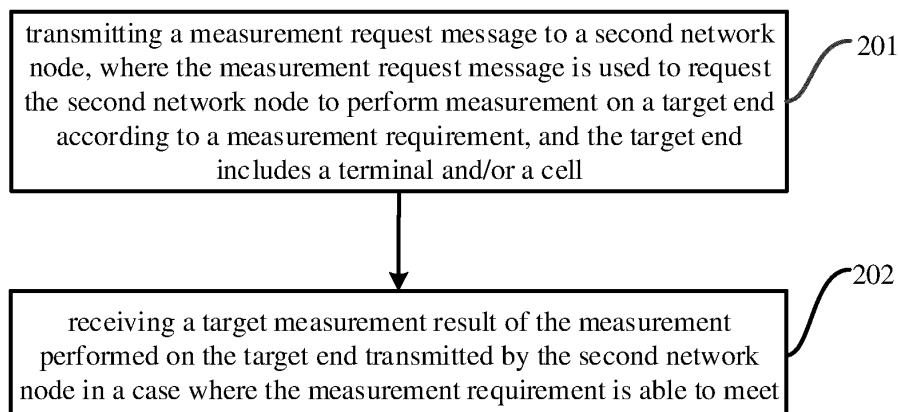 transmitting a measurement request message to a second network
node, where the measurement request message is used to request
the second network node to perform measurement on a target end
according to a measurement requirement, and the target end
includes a terminal and/or a cell
201
202
receiving a target measurement result of the measurement
performed on the target end transmitted by the second network
node in a case where the measurement requirement is able to meet